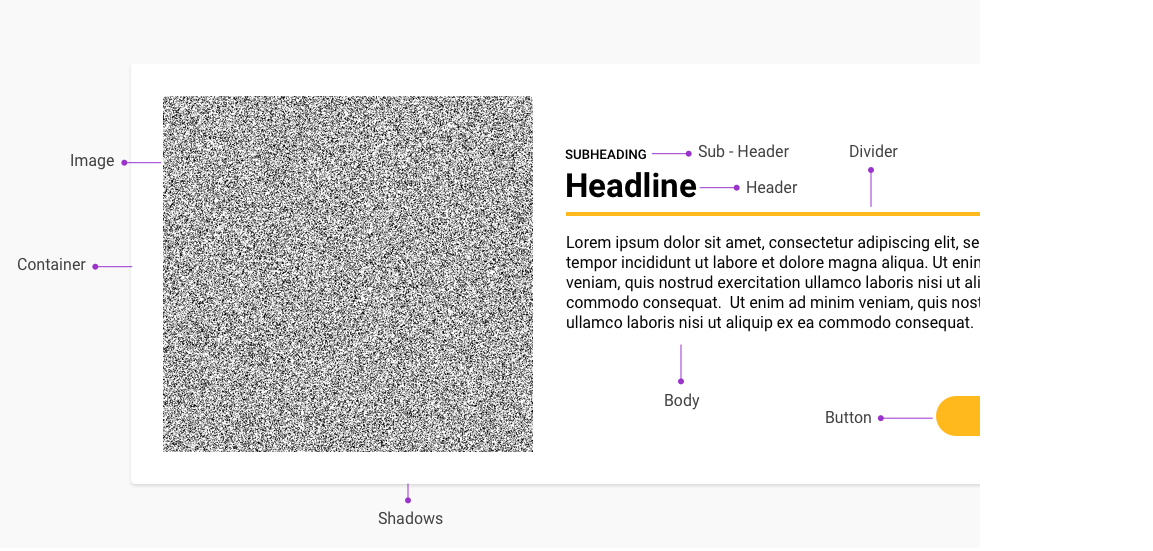 Image
Container
SUBHEADING
Sub - Header
Divider
Headline
Header
Lorem ipsum dolor sit amet, consectetur adipiscing elit, se
tempor incididunt ut labore et dolore magna aliqua. Ut enin
veniam, quis nostrud exercitation ullamco laboris nisi ut ali
commodo consequat.  Ut enim ad minim veniam, quis nost
ullamco laboris nisi ut aliquip ex ea commodo consequat.
Body
Button
Shadows